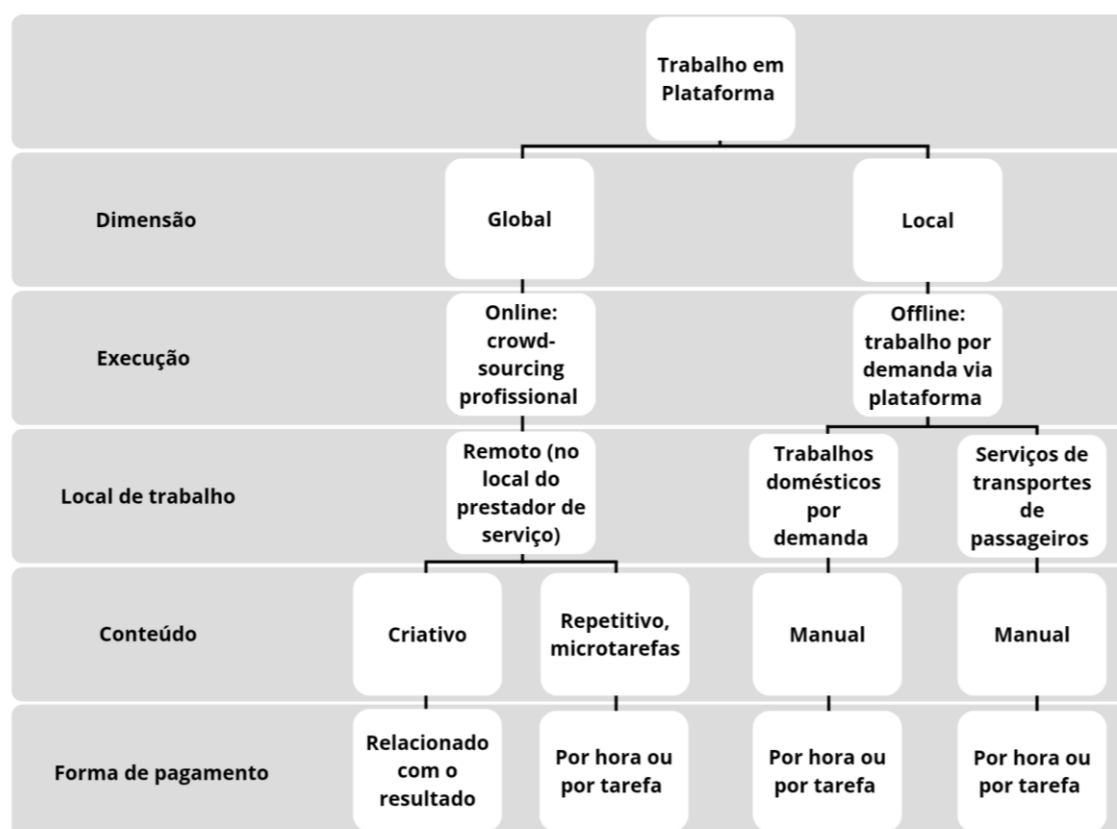 Trabalho em
Plataforma
Dimensão
Global
Local
Execução
Online:
crowd-
sourcing
profissional
Offline:
trabalho por
demanda via
plataforma
Local de trabalho
Remoto (no
local do
prestador de
serviço)
Trabalhos
domésticos
por
demanda
Serviços de
transportes
de
passageiros
Conteúdo
Criativo
Repetitivo,
microtarefas
Manual
Manual
Forma de pagamento
Relacionado
com o
resultado
Por hora ou
por tarefa
Por hora ou
por tarefa
Por hora ou
por tarefa